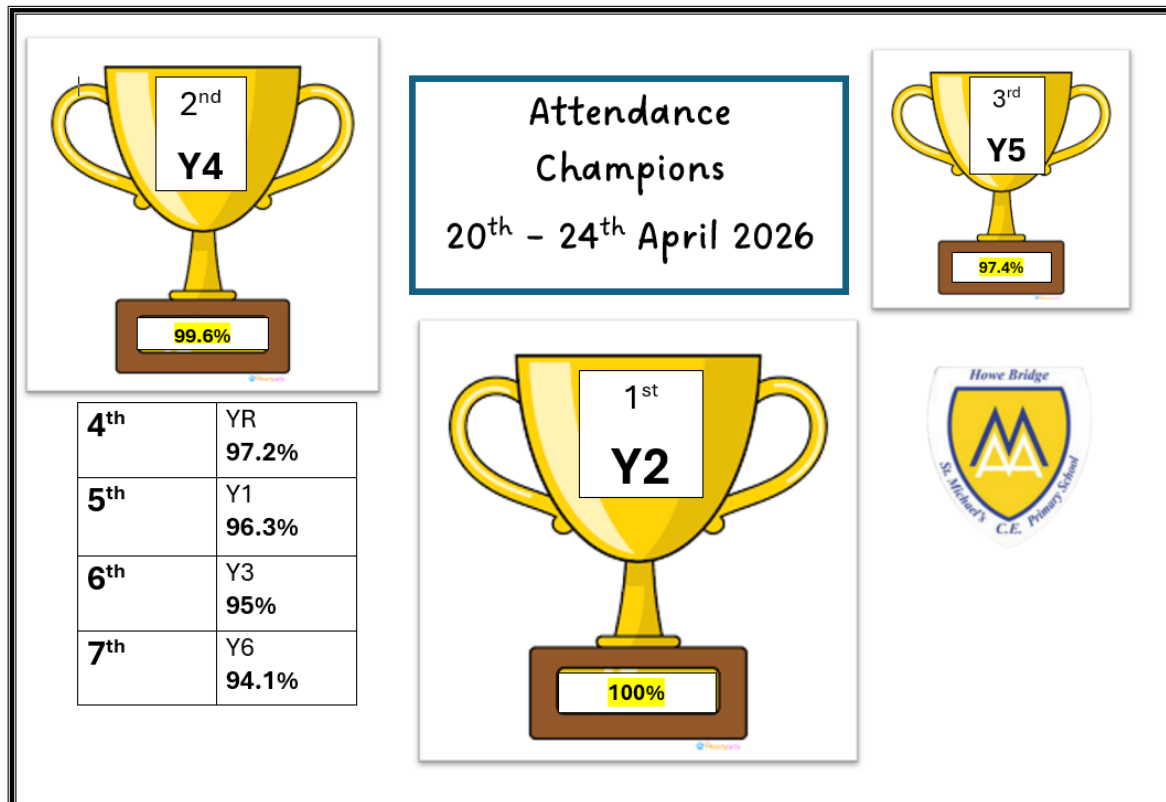 2nd
Y4
99.6%
Attendance
Champions
20th – 24th April 2026
3rd
Y5
97.4%
1st
Y2
100%
4th YR
97.2%
5th Y1
96.3%
6th Y3
95%
7th Y6
94.1%
Howe Bridge
St. Michael's C.E. Primary School